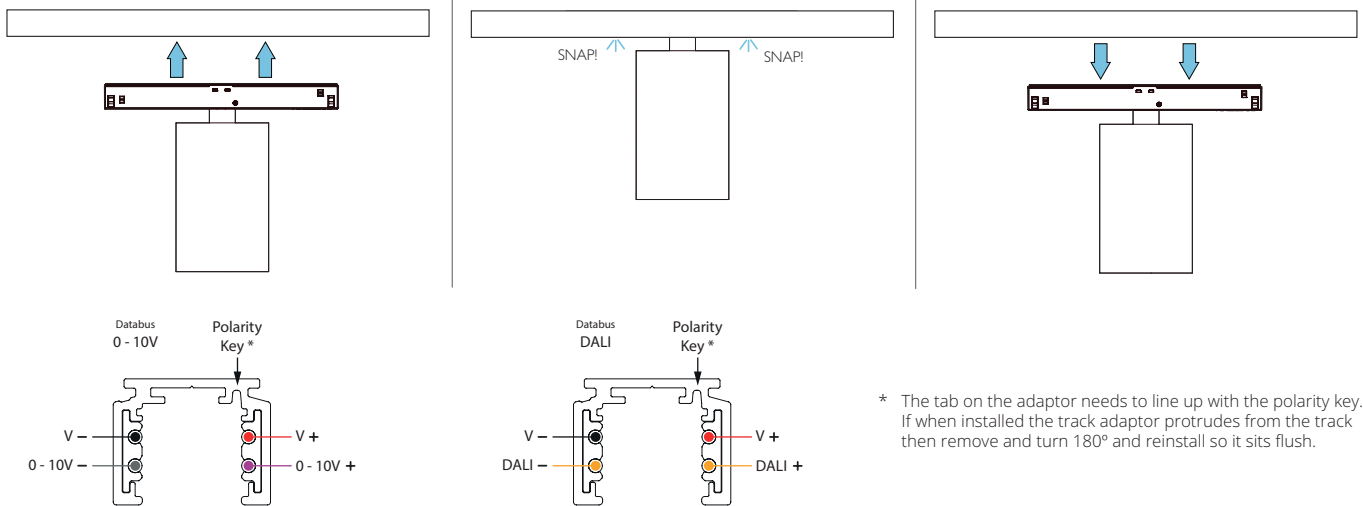 SNAP!
SNAP!
Databus
0 - 10V
Polarity
Key *
V –
0 - 10V –
V +
0 - 10V +
Databus
DALI
Polarity
Key *
V –
DALI –
V +
DALI +
* The tab on the adaptor needs to line up with the polarity key.
If when installed the track adaptor protrudes from the track
then remove and turn 180º and reinstall so it sits flush.